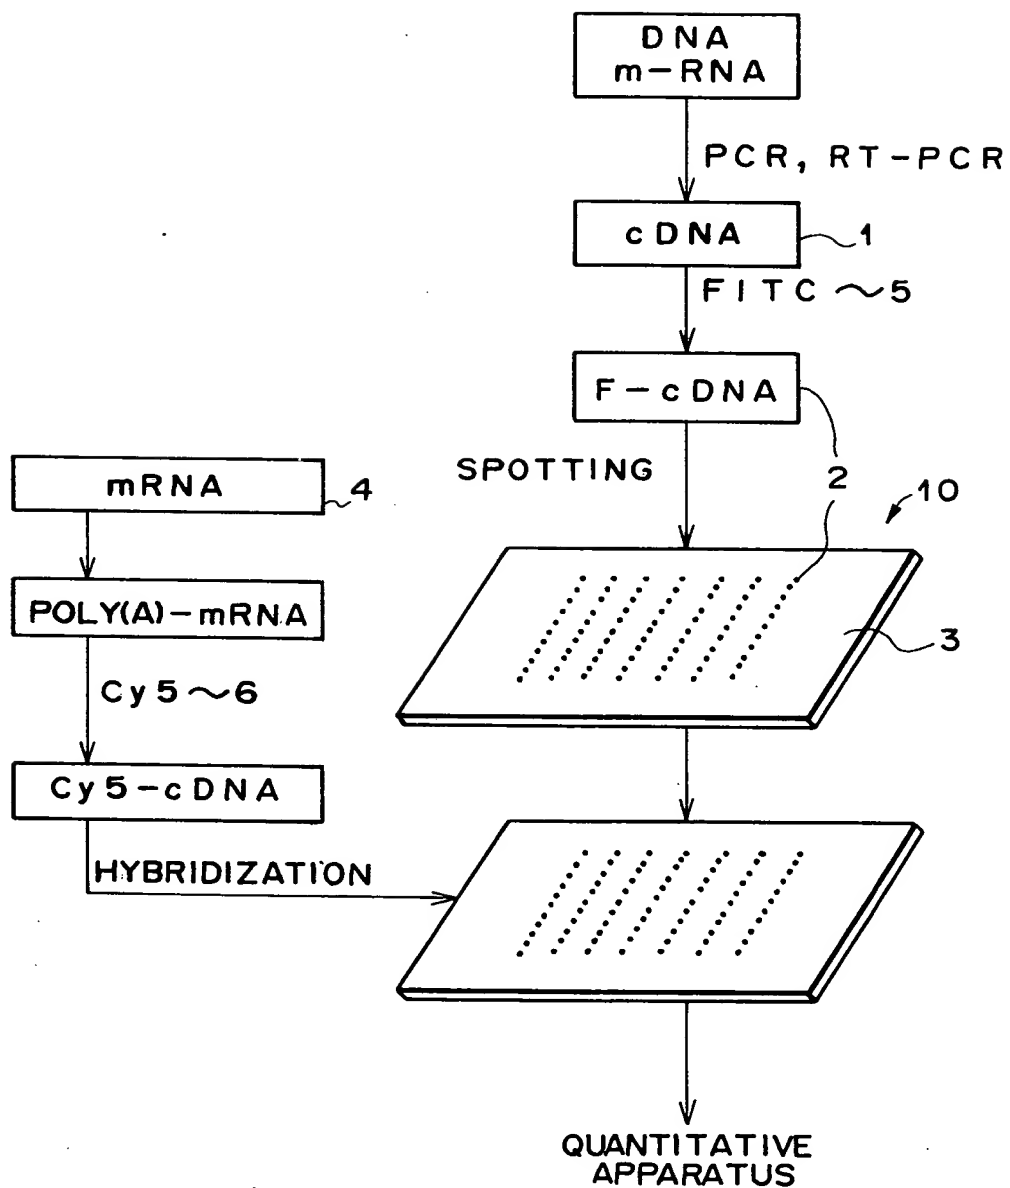 DNA
m-RNA
PCR, RT-PCR
cDNA
1
FITC ~5
F-cDNA
SPOTTING
2
10
mRNA
4
POLY(A)-mRNA
3
Cy5~6
Cy5-cDNA
HYBRIDIZATION
QUANTITATIVE
APPARATUS